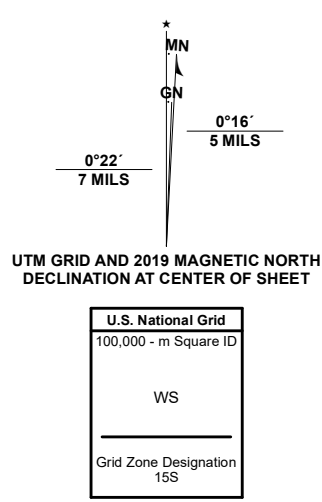 ★
MN
GN
0°16´
5 MILS
0°22´
7 MILS
UTM GRID AND 2019 MAGNETIC NORTH
DECLINATION AT CENTER OF SHEET
U.S. National Grid
100,000 - m Square ID
WS
Grid Zone Designation
15S